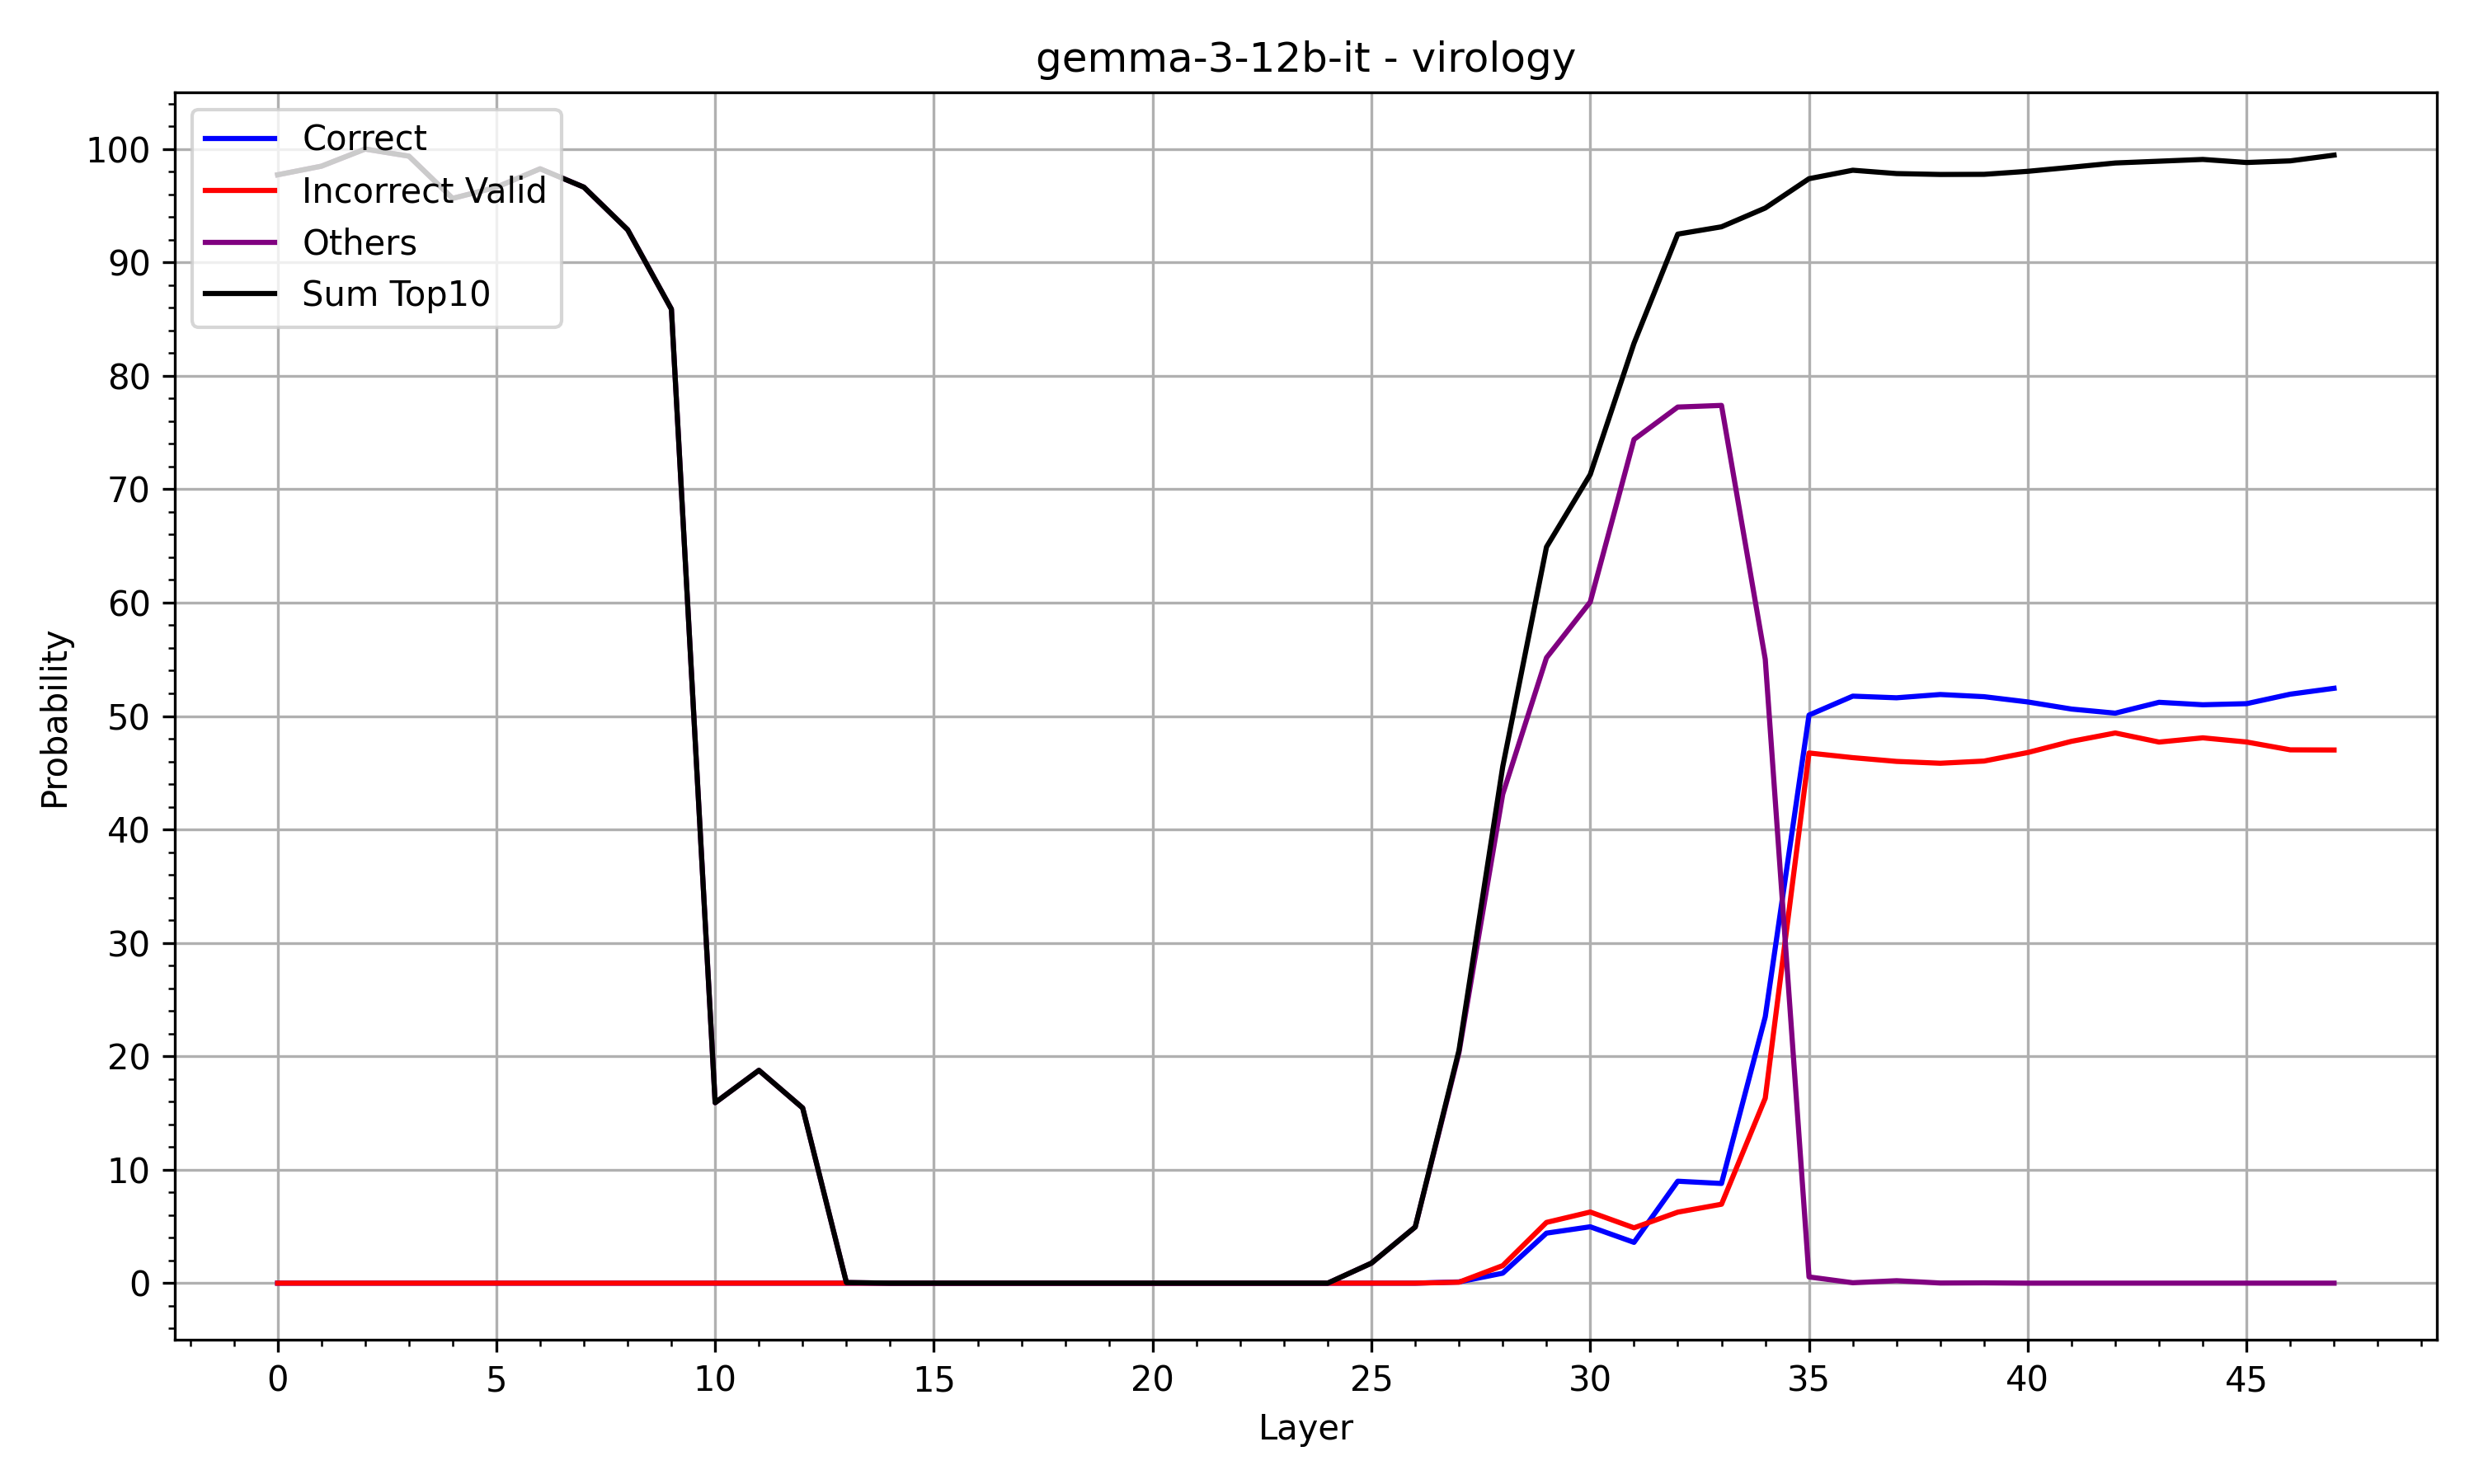 gemma-3-12b-it - virology
Correct
Incorrect Valid
Others
Sum Top10
100
90
80
70
60
50
40
30
20
10
0
Probability
0 5 10 15 20 25 30 35 40 45
Layer